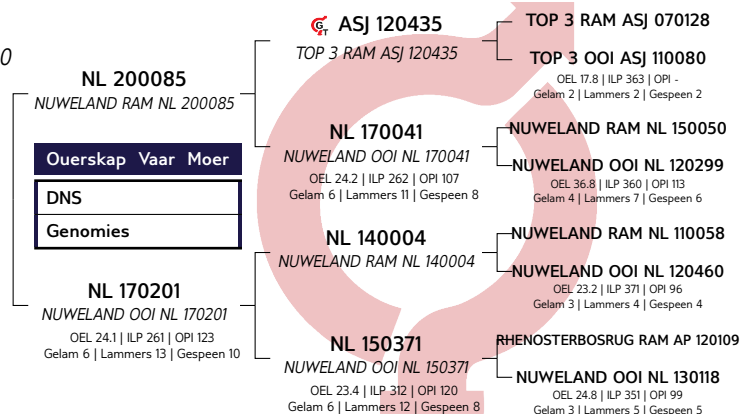 0
NL 200085
NUWELAND RAM NL 200085
Ouerskap Vaar Moer
DNS
Genomies
NL 170201
NUWELAND OOI NL 170201
OEL 24.1 | ILP 261 | OPI 123
Gelam 6 | Lammers 13 | Gespeen 10
GT ASJ 120435
TOP 3 RAM ASJ 120435
NL 170041
NUWELAND OOI NL 170041
OEL 24.2 | ILP 262 | OPI 107
Gelam 6 | Lammers 11 | Gespeen 8
NL 140004
NUWELAND RAM NL 140004
NL 150371
NUWELAND OOI NL 150371
OEL 23.4 | ILP 312 | OPI 120
Gelam 6 | Lammers 12 | Gespeen 8
TOP 3 RAM ASJ 070128
TOP 3 OOI ASJ 110080
OEL 17.8 | ILP 363 | OPI -
Gelam 2 | Lammers 2 | Gespeen 2
NUWELAND RAM NL 150050
NUWELAND OOI NL 120299
OEL 36.8 | ILP 360 | OPI 113
Gelam 4 | Lammers 7 | Gespeen 6
NUWELAND RAM NL 110058
NUWELAND OOI NL 120460
OEL 23.2 | ILP 371 | OPI 96
Gelam 3 | Lammers 4 | Gespeen 4
RHENOSTERBOSRUG RAM AP 120109
NUWELAND OOI NL 130118
OEL 24.8 | ILP 351 | OPI 99
Gelam 3 | Lammers 5 | Gespeen 5